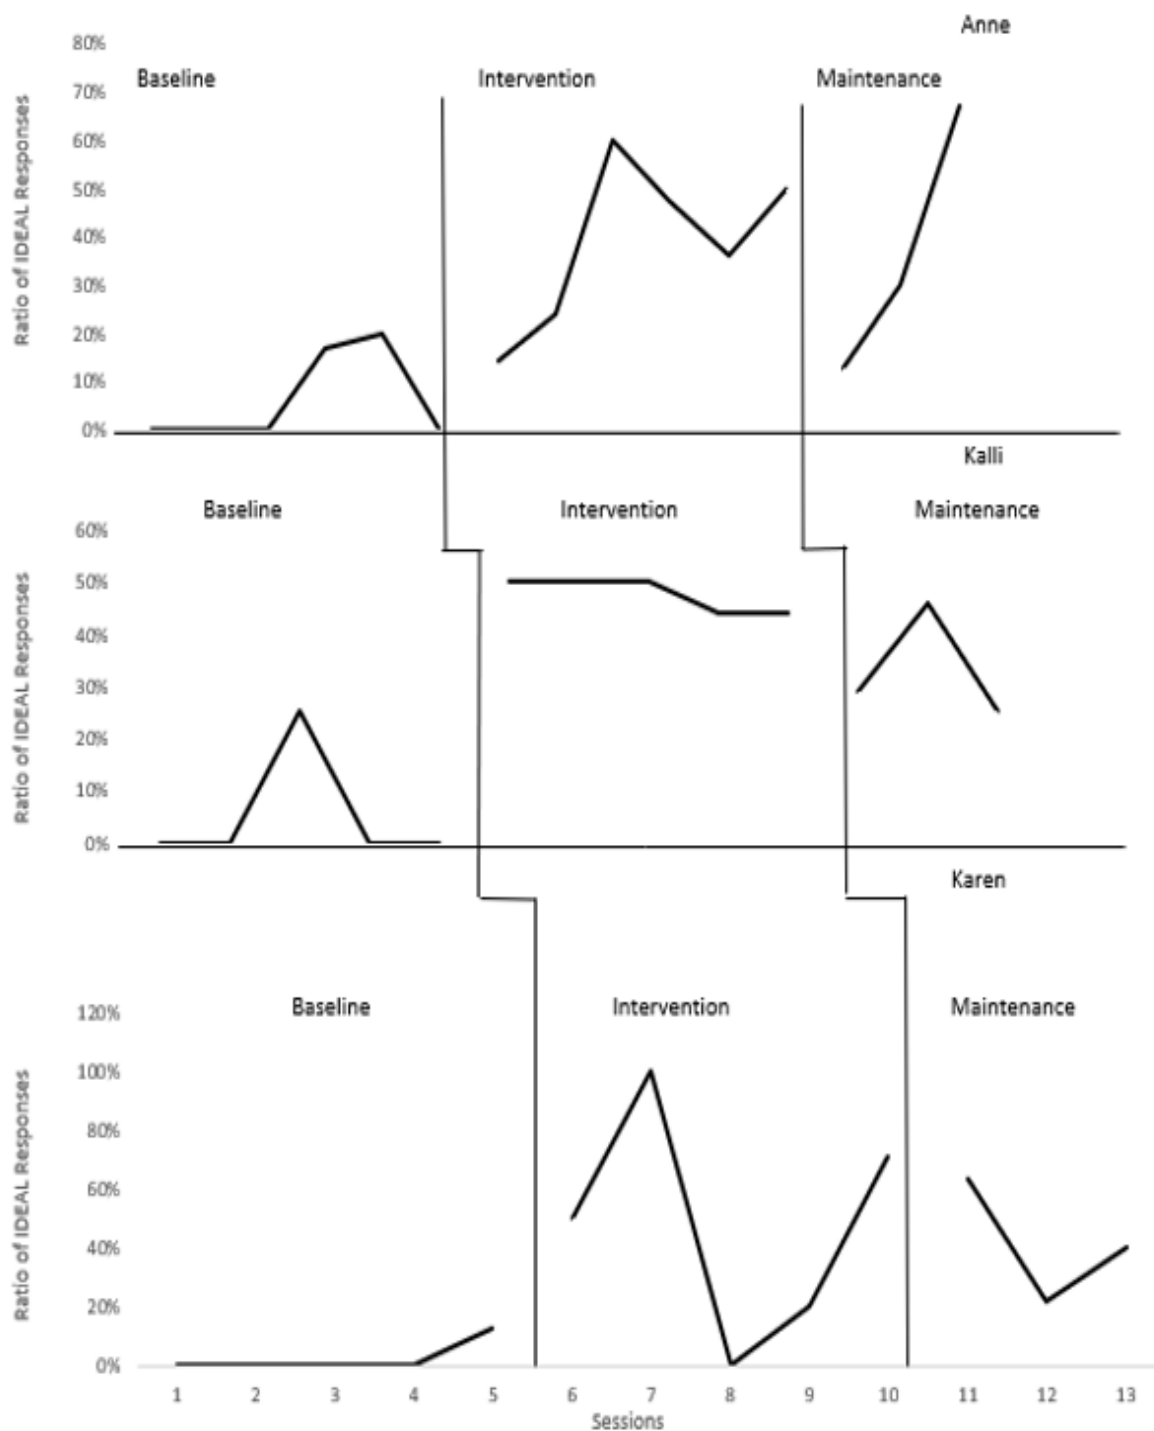 Anne
80%
Baseline Intervention Maintenance
70%
60%
50%
40%
30%
20%
10%
0%
Ratio of IDEAL Responses
Kalli
Baseline Intervention Maintenance
60%
50%
40%
30%
20%
10%
0%
Ratio of IDEAL Responses
Karen
Baseline Intervention Maintenance
120%
100%
80%
60%
40%
20%
0%
Ratio of IDEAL Responses
1 2 3 4 5 6 7 8 9 10 11 12 13
Sessions